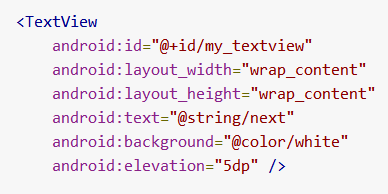 <TextView
android:id="@+id/my_textview"
android:layout_width="wrap_content"
android:layout_height="wrap_content"
android:text="@string/next"
android:background="@color/white"
android:elevation="5dp" />